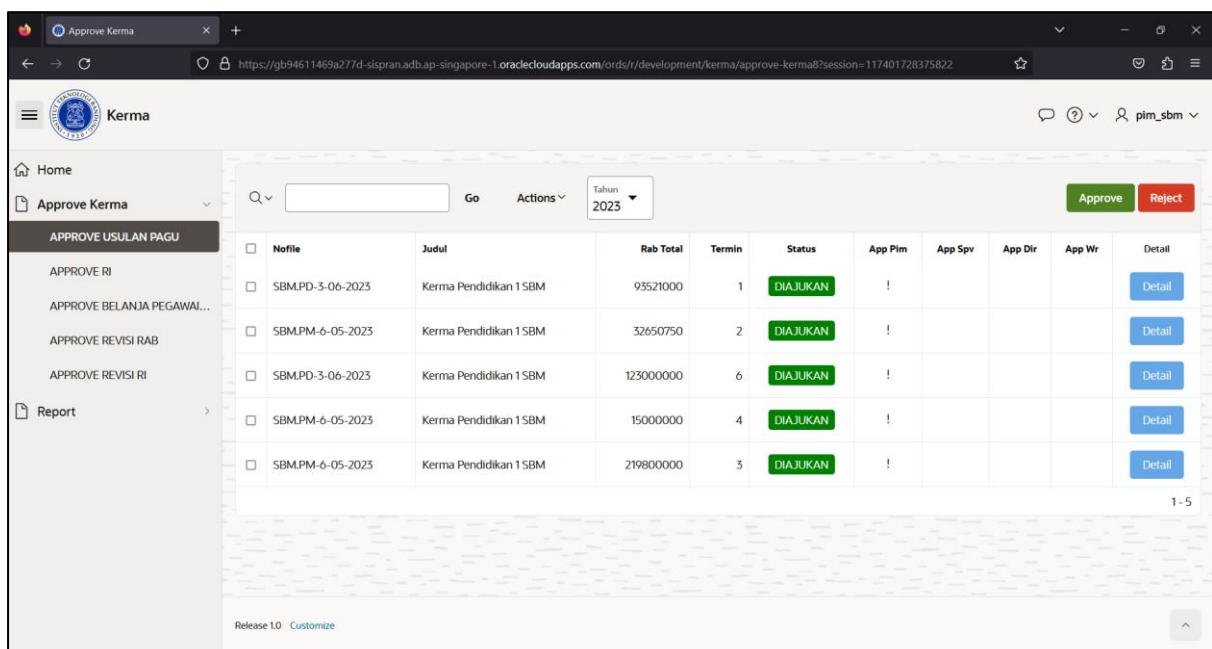 Approve Kerma
https://gb94611469a277d-sispran.adb.ap-singapore-1.oraclecloudapps.com/ords/r/development/kerma/approve-kerma8?session=117401728375822
INSTITUT TEKNOLOGI BANDUNG
1920
Kerma
pim_sbm
Home
Approve Kerma
APPROVE USULAN PAGU
APPROVE RI
APPROVE BELANJA PEGAWAI...
APPROVE REVISI RAB
APPROVE REVISI RI
Report
Go Actions Tahun 2023 Approve Reject
Nofile Judul Rab Total Termin Status App Pim App Spv App Dir App Wr Detail
SBM.PD-3-06-2023 Kerma Pendidikan 1 SBM 93521000 1 DIAJUKAN ! Detail
SBM.PM-6-05-2023 Kerma Pendidikan 1 SBM 32650750 2 DIAJUKAN ! Detail
SBM.PD-3-06-2023 Kerma Pendidikan 1 SBM 123000000 6 DIAJUKAN ! Detail
SBM.PM-6-05-2023 Kerma Pendidikan 1 SBM 15000000 4 DIAJUKAN ! Detail
SBM.PM-6-05-2023 Kerma Pendidikan 1 SBM 219800000 3 DIAJUKAN ! Detail
1 - 5
Release 1.0 Customize